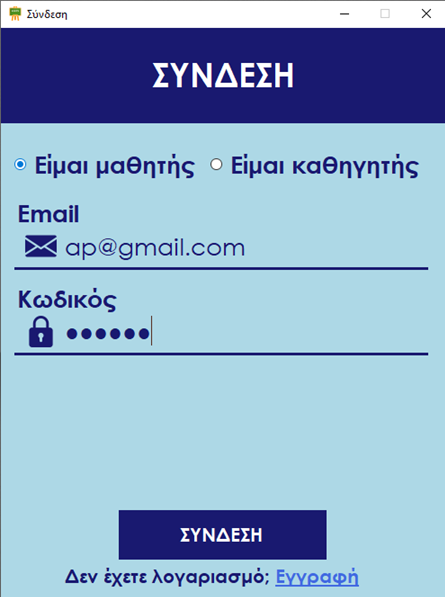 Σύνδεση
ΣΥΝΔΕΣΗ
Είμαι μαθητής Είμαι καθηγητής
Email
ap@gmail.com
Κωδικός
••••••
ΣΥΝΔΕΣΗ
Δεν έχετε λογαριασμό; Εγγραφή